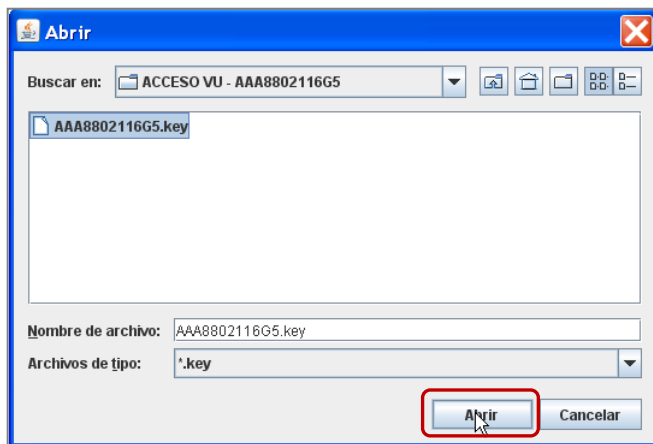 Abrir
Buscar en: ACCESO VU - AAA8802116G5
AAA8802116G5.key
Nombre de archivo: AAA8802116G5.key
Archivos de tipo: *.key
Abrir Cancelar